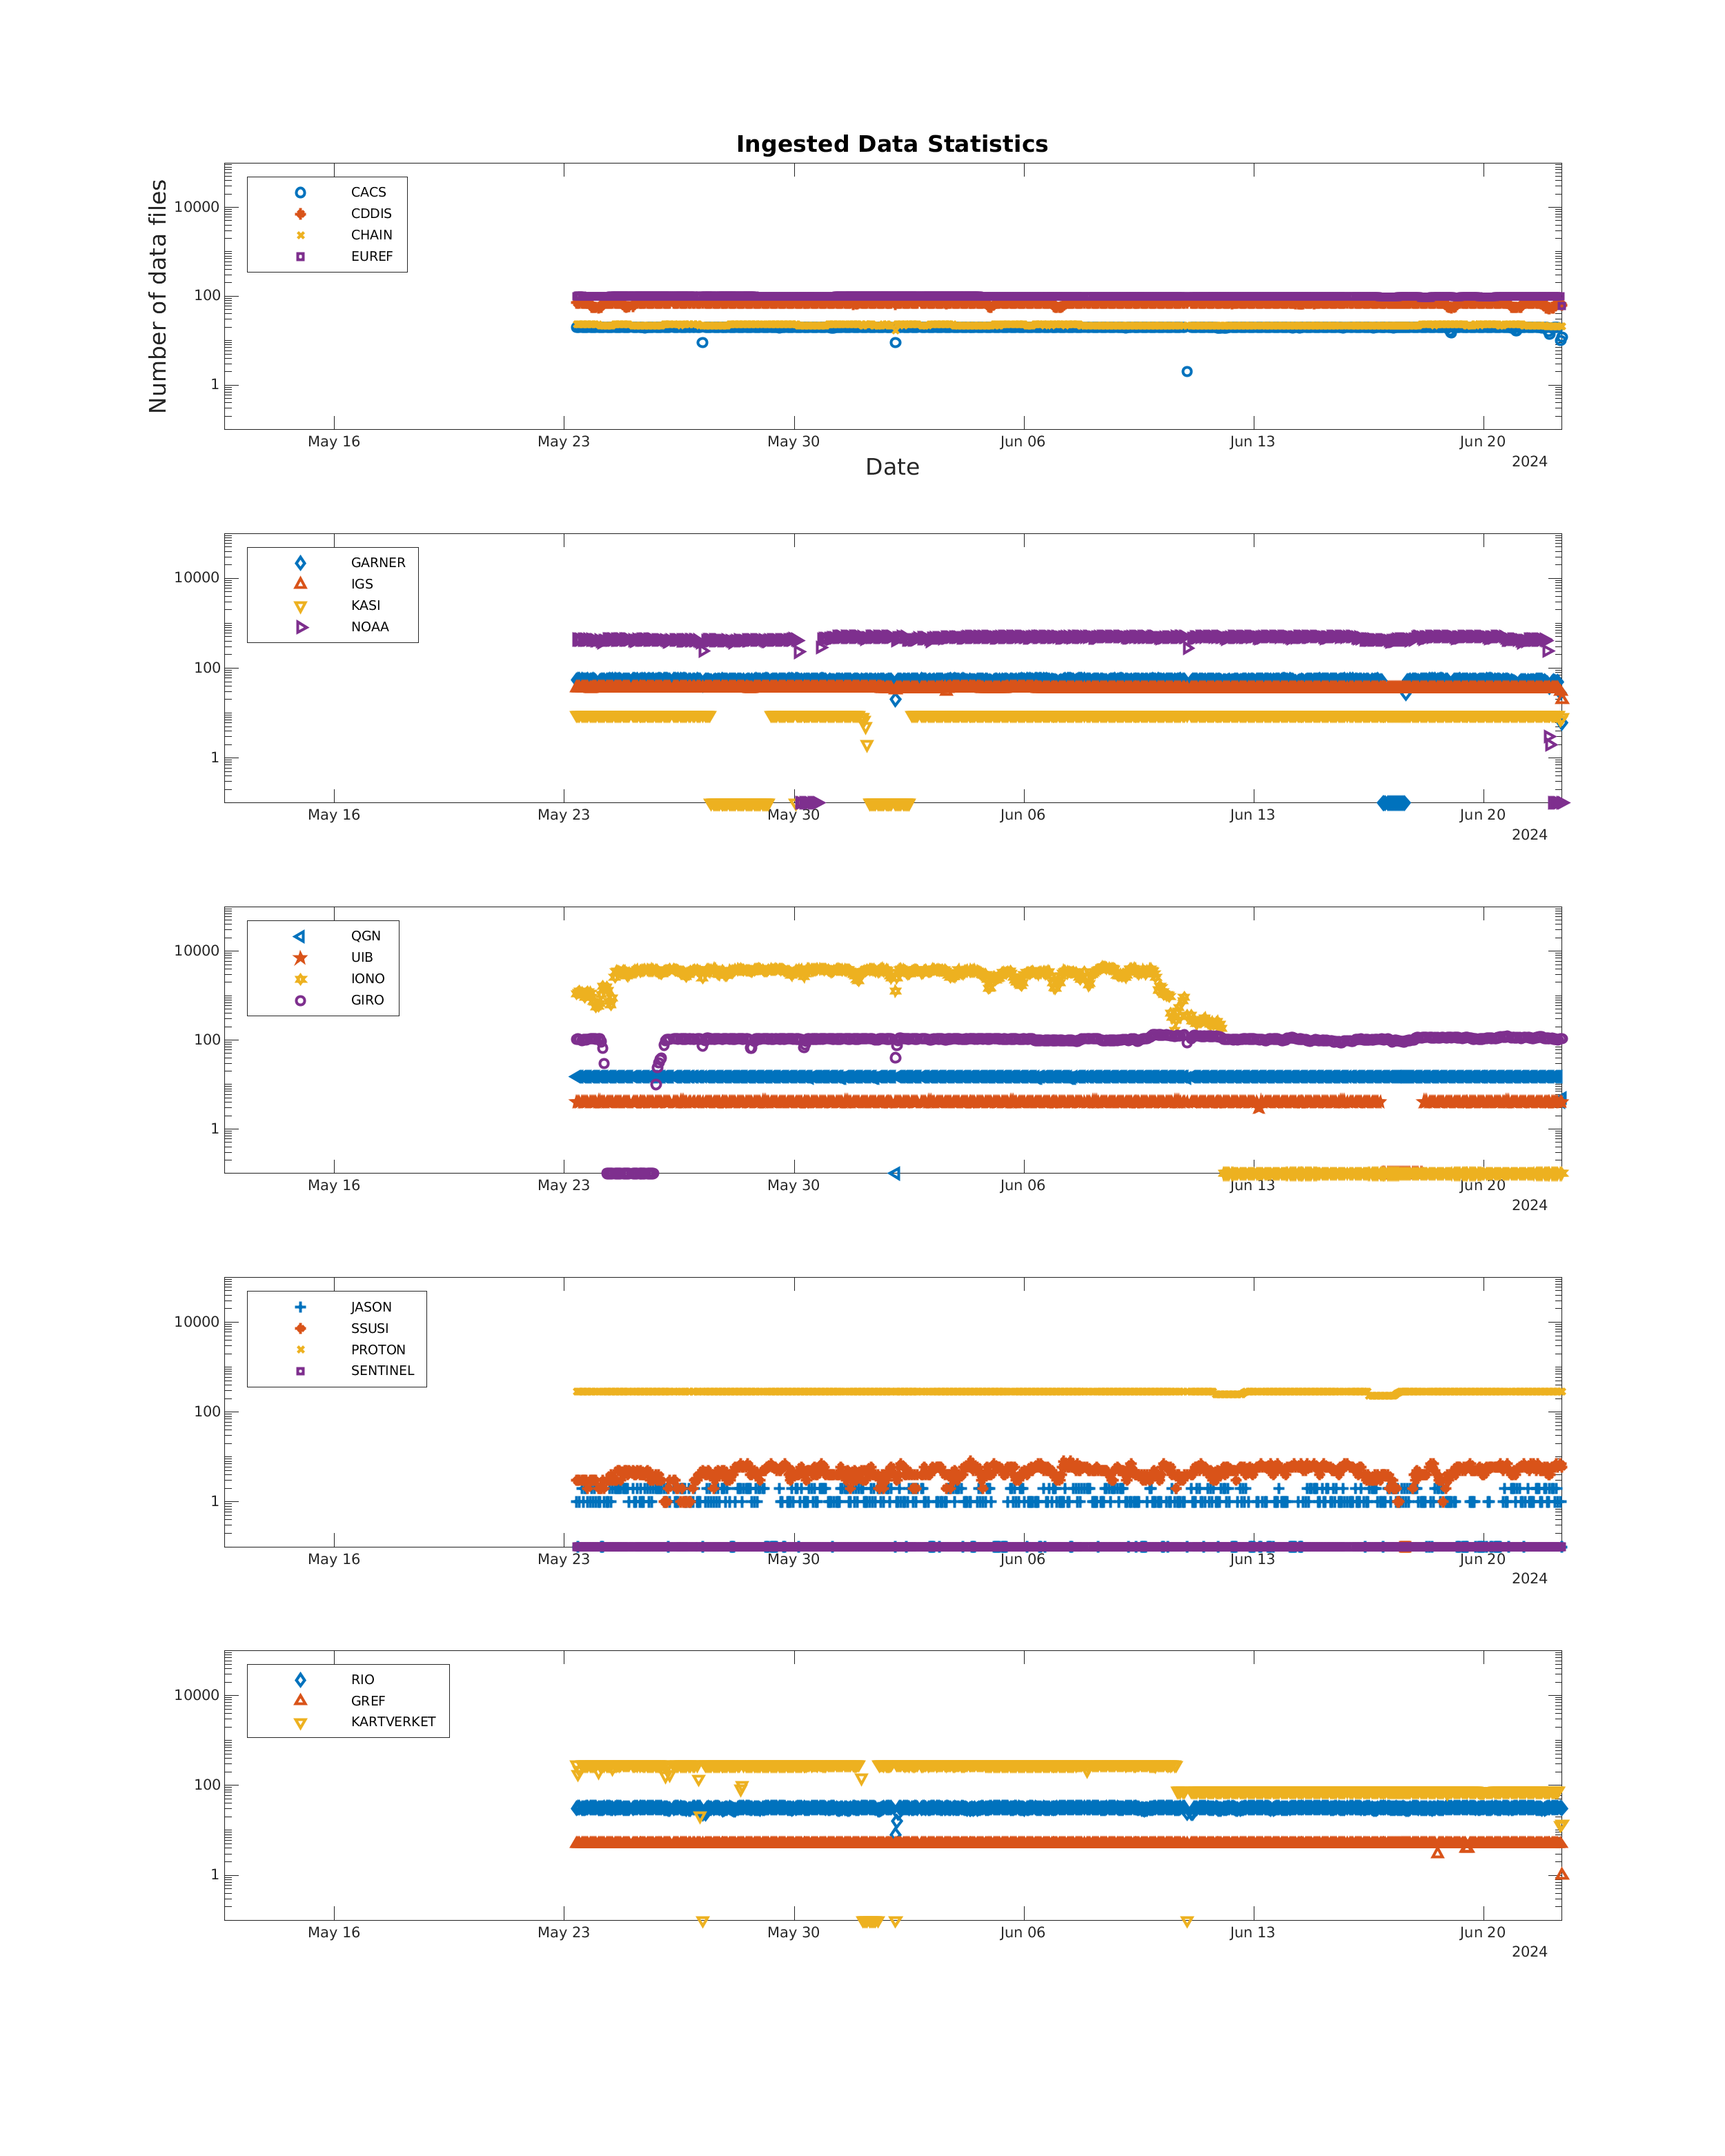 Ingested Data Statistics
Number of data files
10000
100
1
CACS
CDDIS
CHAIN
EUREF
May 16 May 23 May 30 Jun 06 Jun 13 Jun 20
2024
Date
10000
100
1
GARNER
IGS
KASI
NOAA
May 16 May 23 May 30 Jun 06 Jun 13 Jun 20
2024
10000
100
1
QGN
UIB
IONO
GIRO
May 16 May 23 May 30 Jun 06 Jun 13 Jun 20
2024
10000
100
1
JASON
SSUSI
PROTON
SENTINEL
May 16 May 23 May 30 Jun 06 Jun 13 Jun 20
2024
10000
100
1
RIO
GREF
KARTVERKET
May 16 May 23 May 30 Jun 06 Jun 13 Jun 20
2024